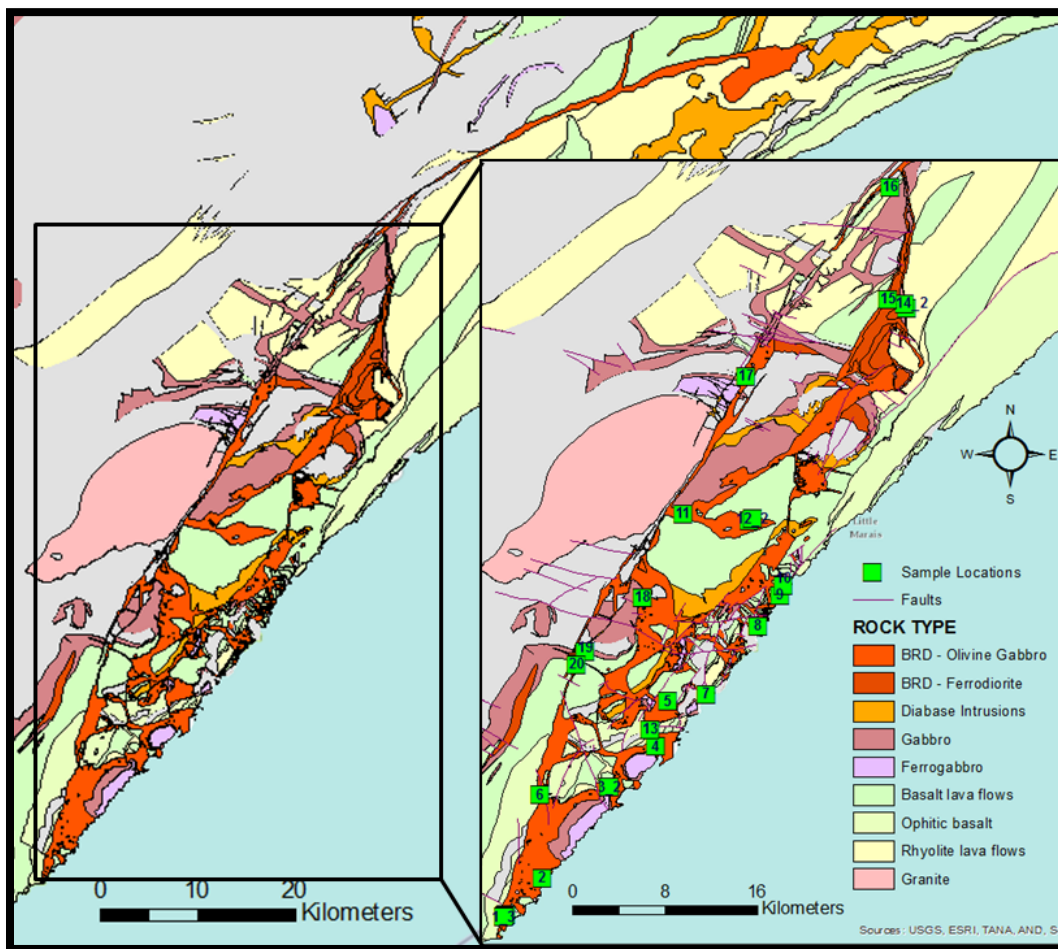 16
15 14 2
17
N
W E
S
11 12 2
Little
Marais
10
9
Sample Locations
18
8
Faults
19
ROCK TYPE
20
BRD - Olivine Gabbro
7
5
BRD - Ferrodiorite
13
Diabase Intrusions
4
Gabbro
3_2
6
Ferrogabbro
Basalt lava flows
Ophitic basalt
Rhyolite lava flows
2
Granite
0 10 20
Kilometers
0 8 16
Kilometers
1_3
Sources: USGS, ESRI, TANA, AND, S